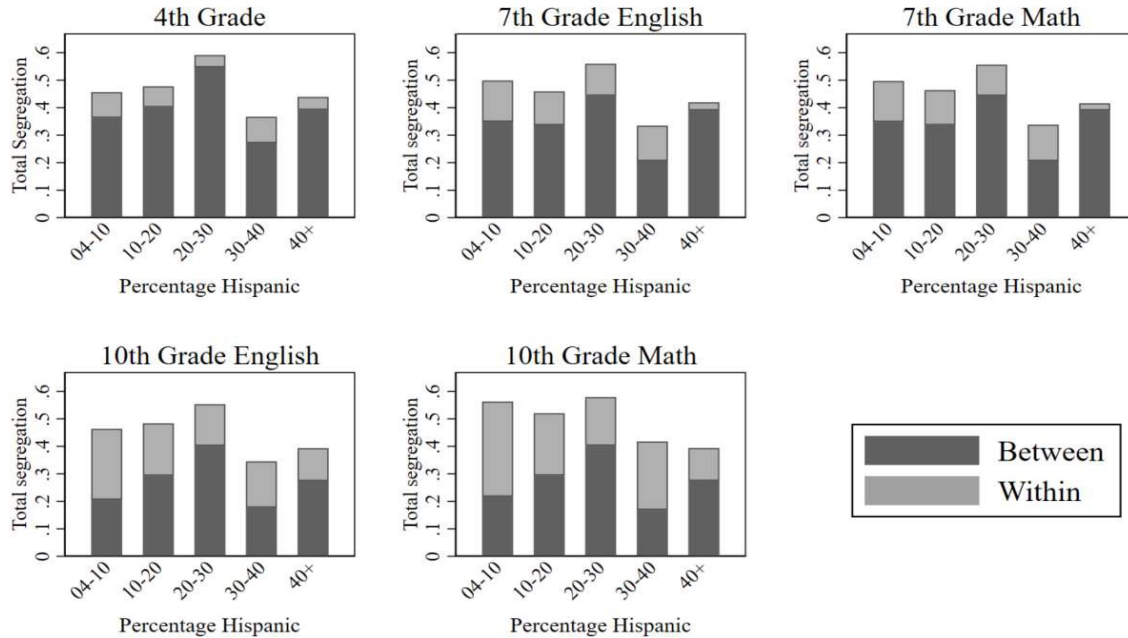 4th Grade
Total Segregation
0 .1 .2 .3 .4 .5 .6
04-10 10-20 20-30 30-40 40+
Percentage Hispanic
7th Grade English
Total segregation
0 .1 .2 .3 .4 .5 .6
04-10 10-20 20-30 30-40 40+
Percentage Hispanic
7th Grade Math
Total segregation
0 .1 .2 .3 .4 .5 .6
04-10 10-20 20-30 30-40 40+
Percentage Hispanic
10th Grade English
Total segregation
0 .1 .2 .3 .4 .5 .6
04-10 10-20 20-30 30-40 40+
Percentage Hispanic
10th Grade Math
Total segregation
0 .1 .2 .3 .4 .5 .6
04-10 10-20 20-30 30-40 40+
Percentage Hispanic
Between
Within